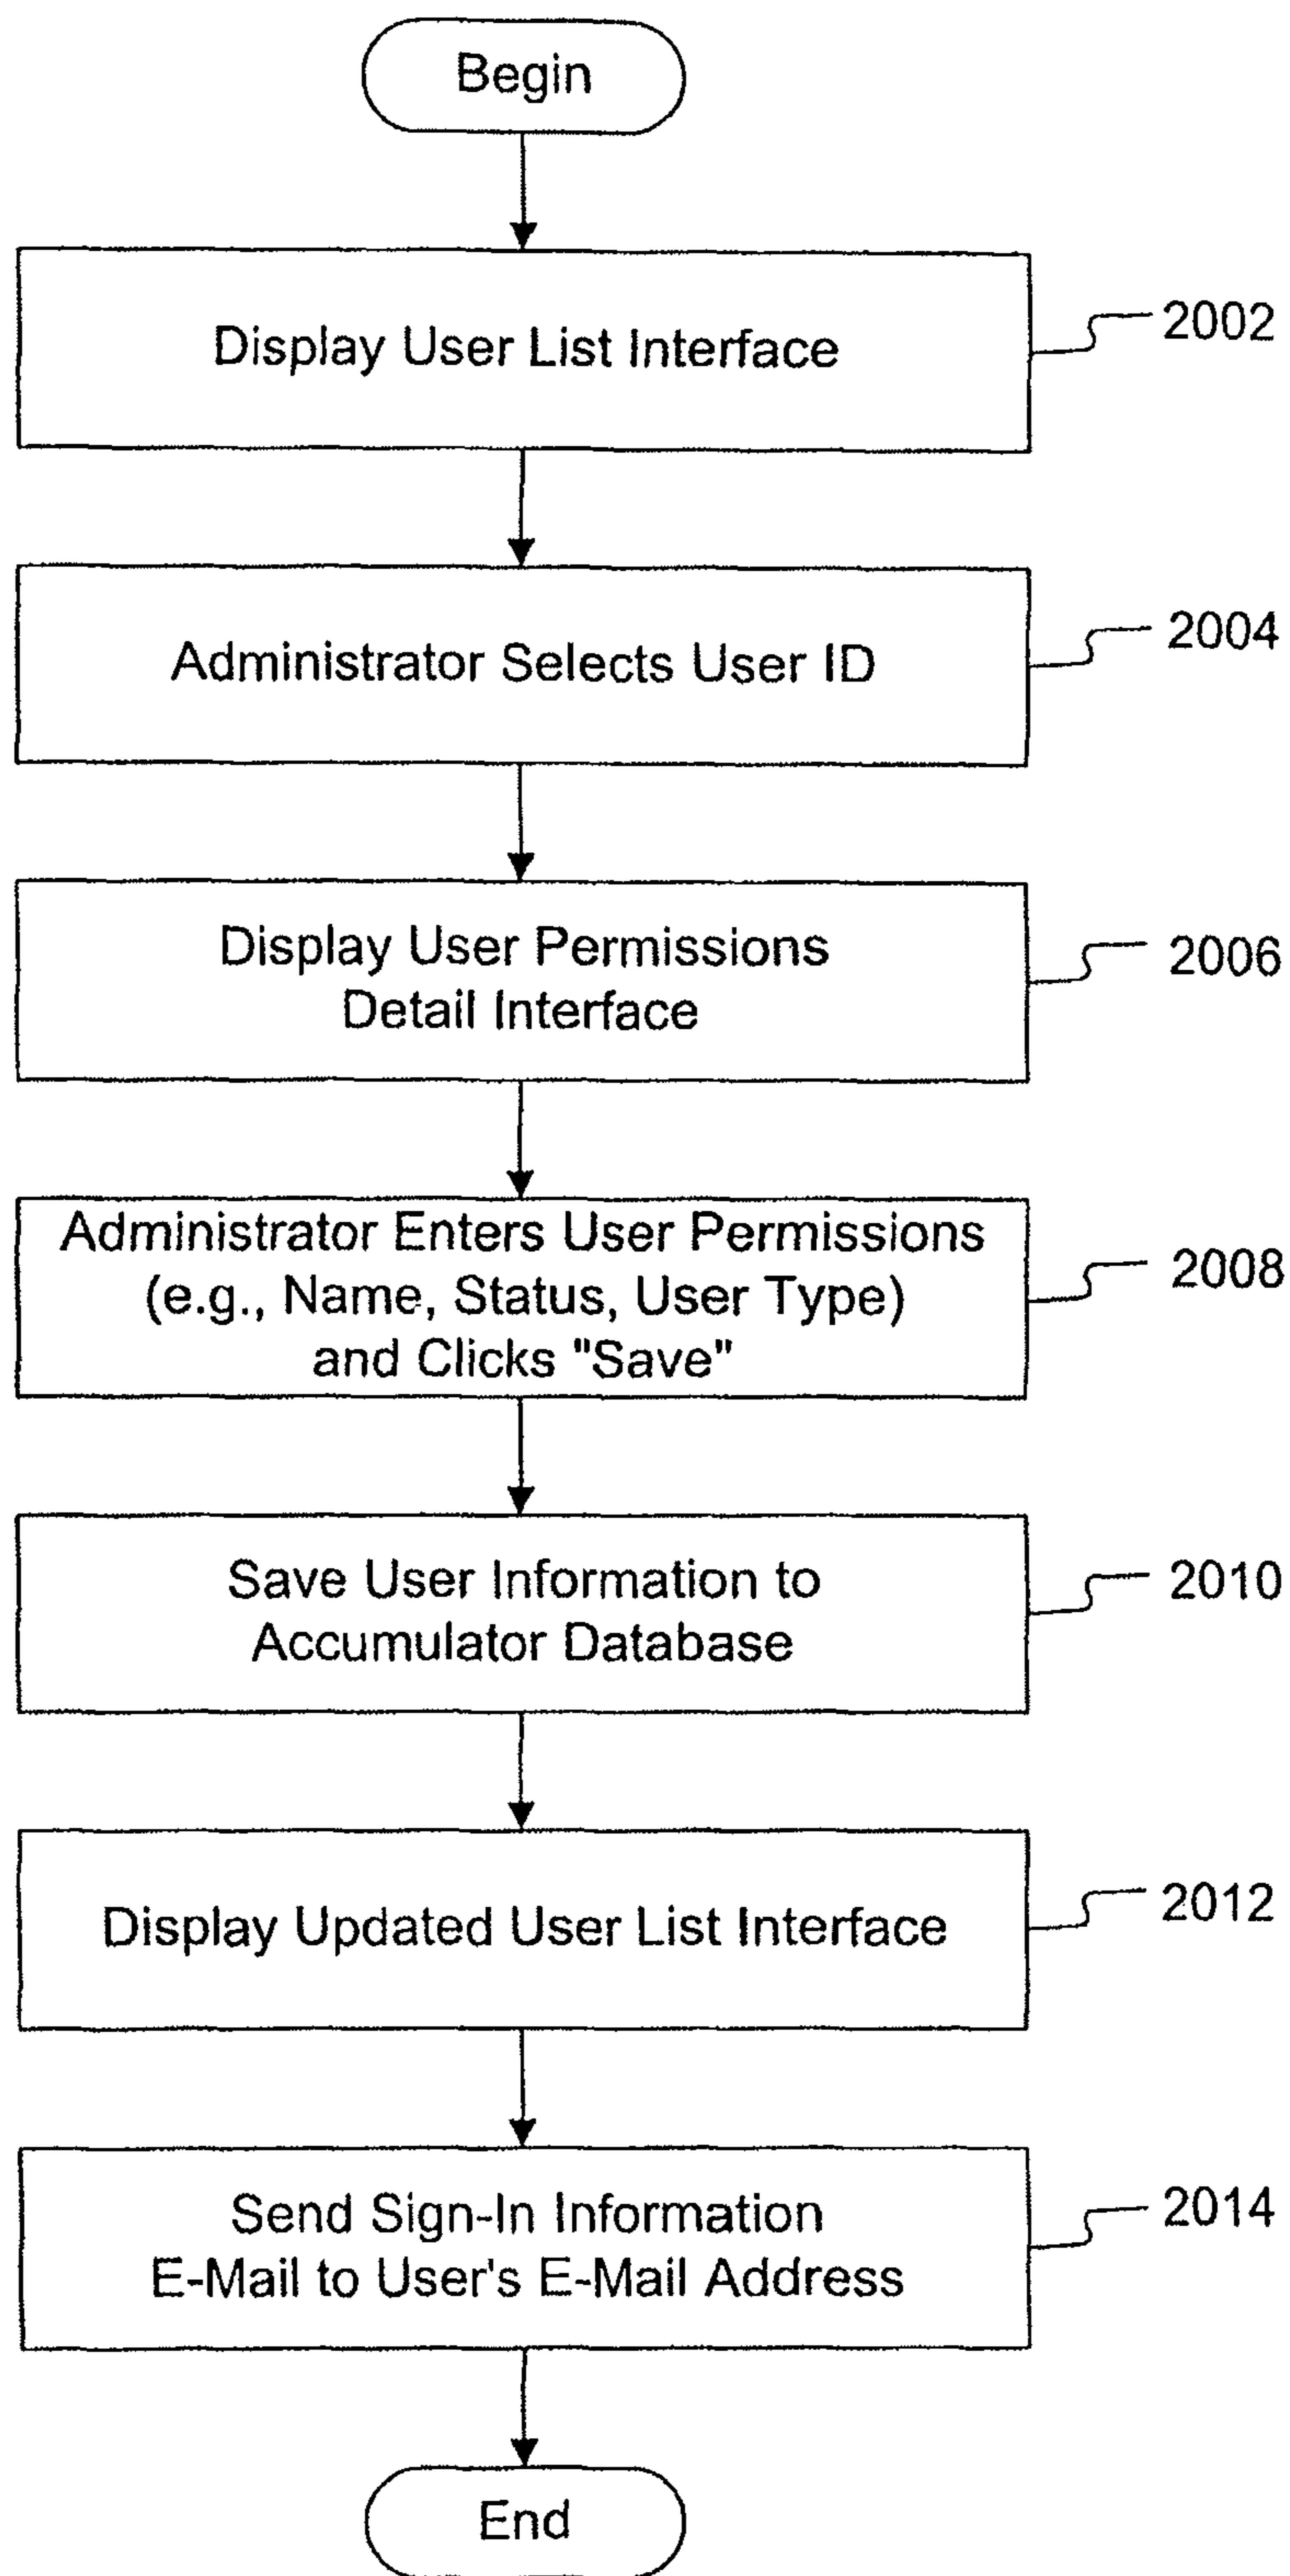 Begin
Display User List Interface
2002
Administrator Selects User ID
2004
Display User Permissions
Detail Interface
2006
Administrator Enters User Permissions
(e.g., Name, Status, User Type)
and Clicks "Save"
2008
Save User Information to
Accumulator Database
2010
Display Updated User List Interface
2012
Send Sign-In Information
E-Mail to User's E-Mail Address
2014
End